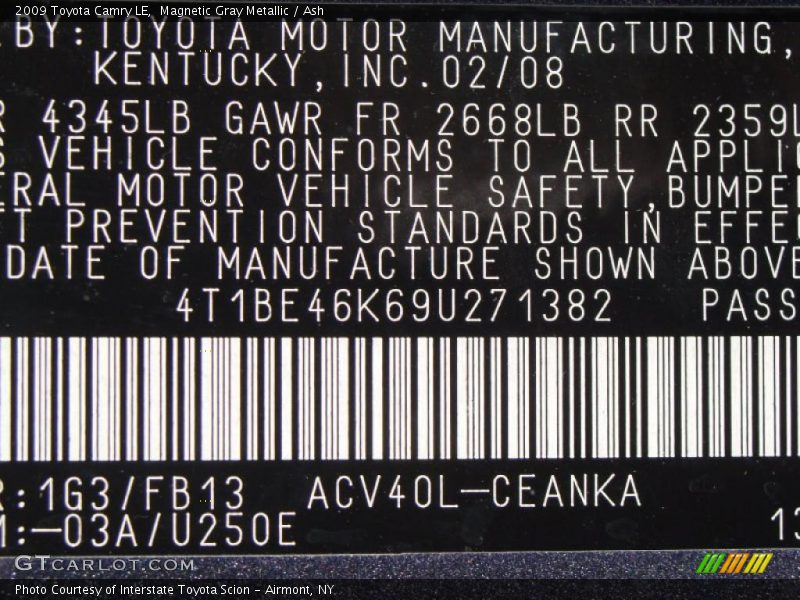 2009 Toyota Camry LE, Magnetic Gray Metallic / Ash
BY: TOYOTA MOTOR MANUFACTURING,
KENTUCKY, INC. 02/08
4345LB GAWR FR 2668LB RR 2359L
VEHICLE CONFORMS TO ALL APPLIC
ERAL MOTOR VEHICLE SAFETY, BUMPER
T PREVENTION STANDARDS IN EFFE
DATE OF MANUFACTURE SHOWN ABOVE
4T1BE46K69U271382 PASS
R:1G3/FB13 ACV40L-CEANKA
M:-03A/U250E 13
GTCARLOT.COM
Photo Courtesy of Interstate Toyota Scion - Airmont, NY